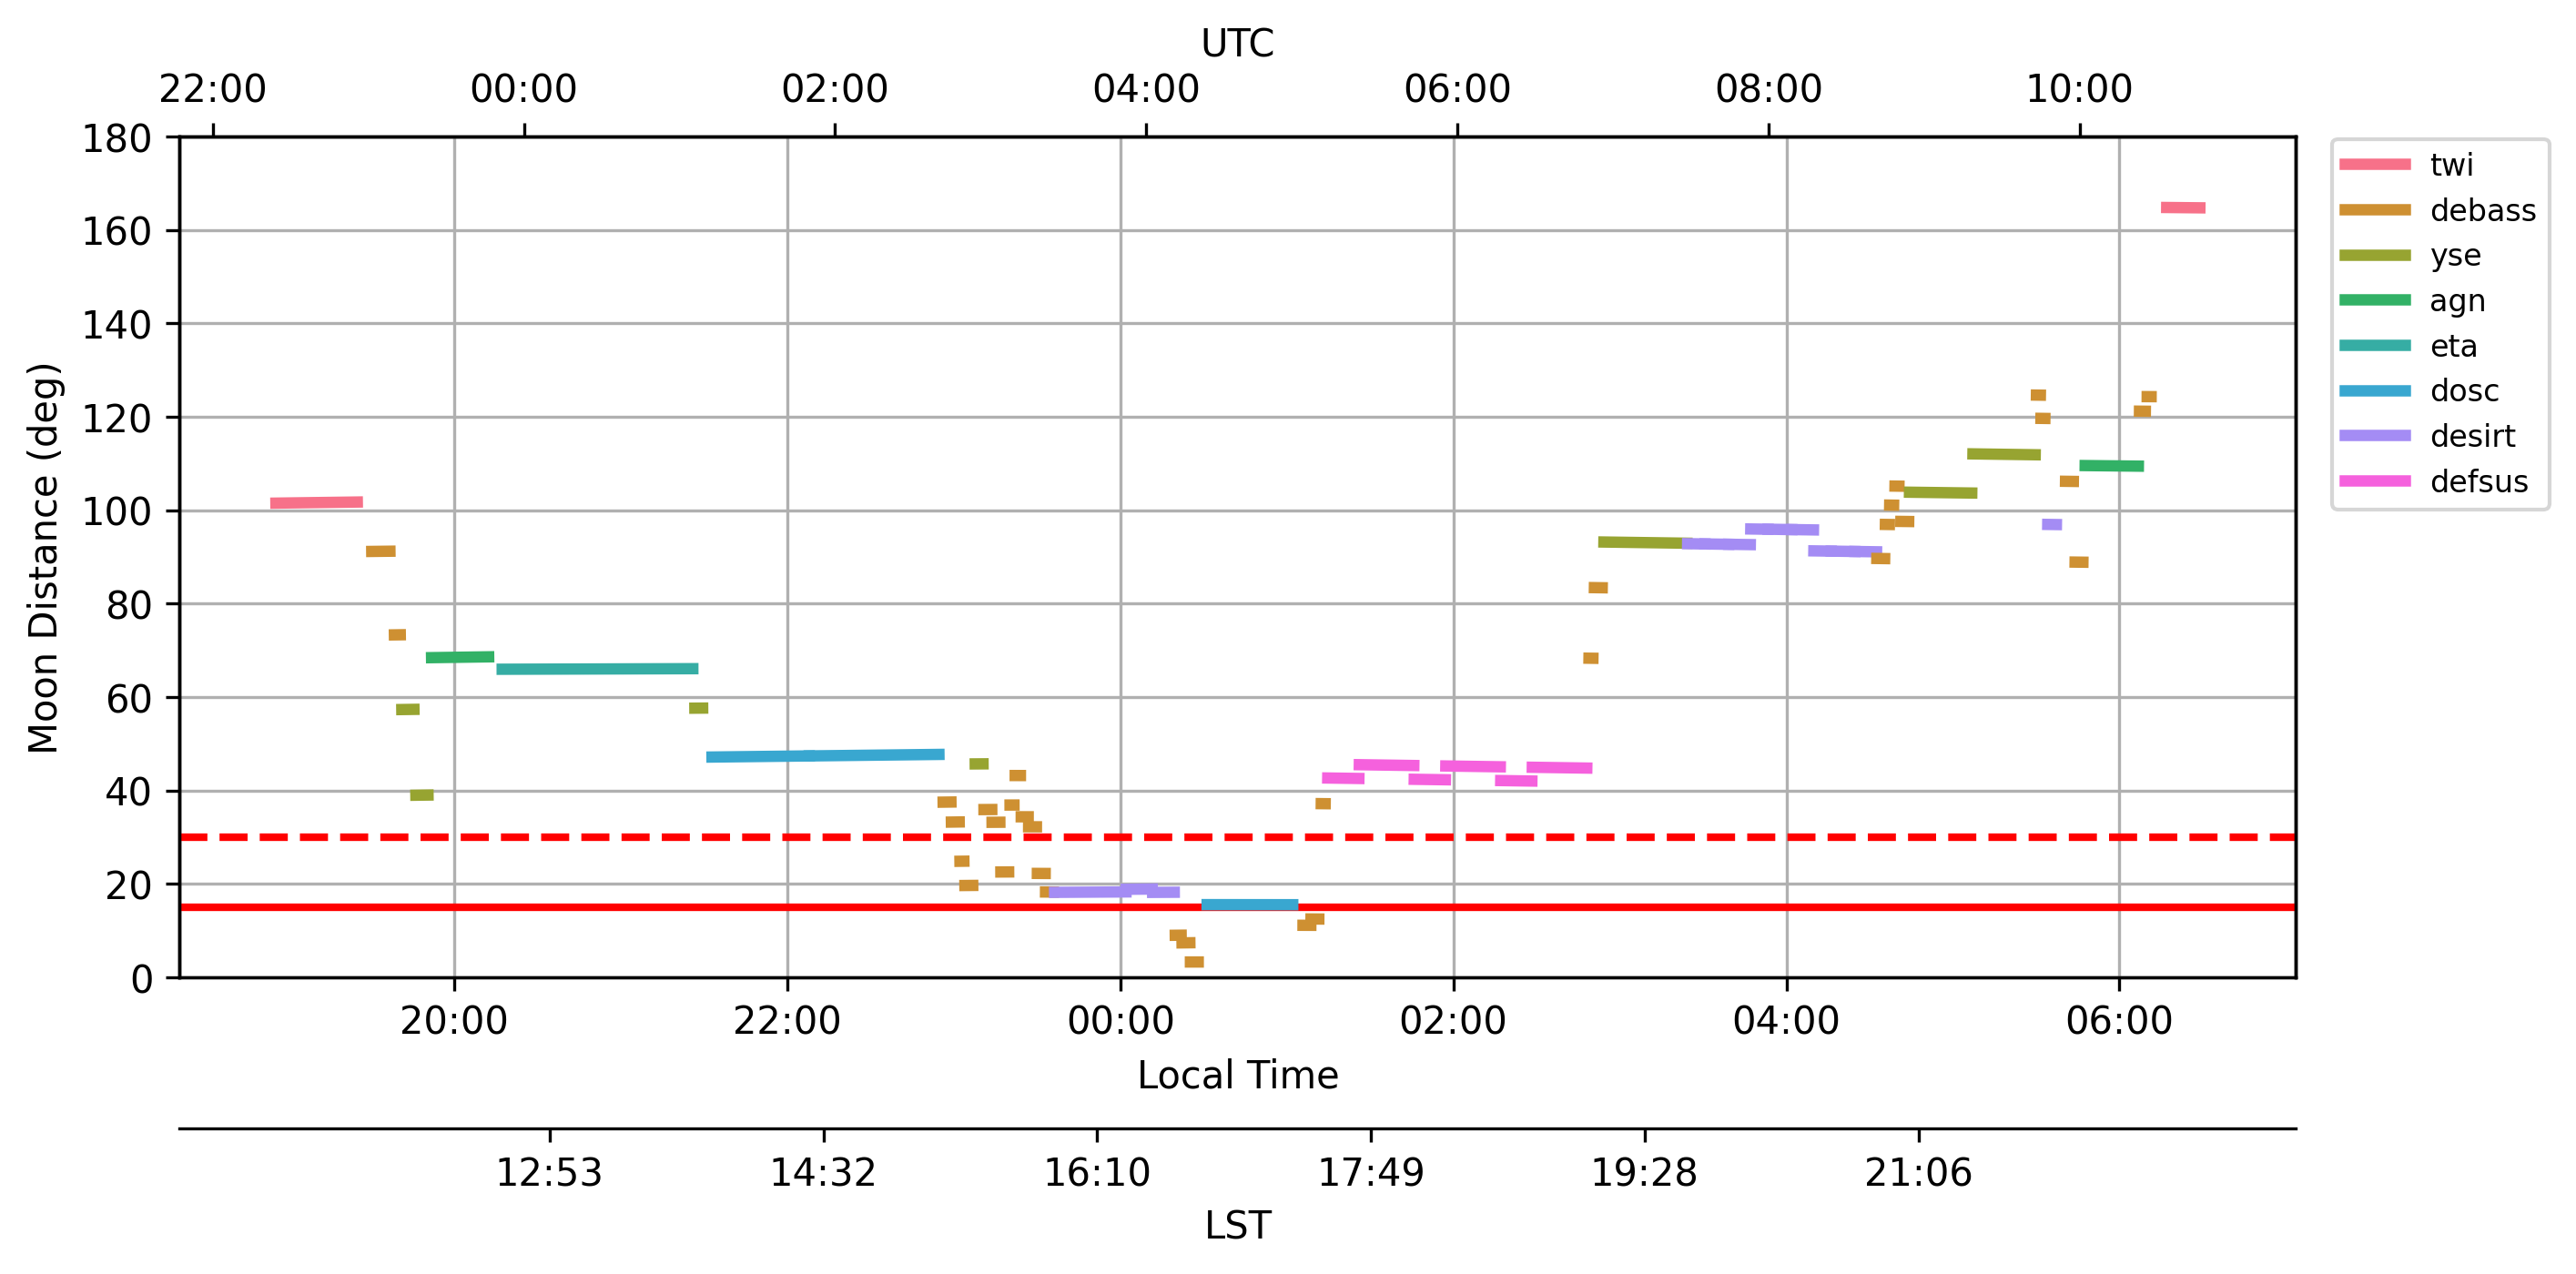 UTC
22:00 00:00 02:00 04:00 06:00 08:00 10:00
Moon Distance (deg)
180
160
140
120
100
80
60
40
20
0
twi
debass
yse
agn
eta
dosc
desirt
defsus
20:00 22:00 00:00 02:00 04:00 06:00
Local Time
12:53 14:32 16:10 17:49 19:28 21:06
LST